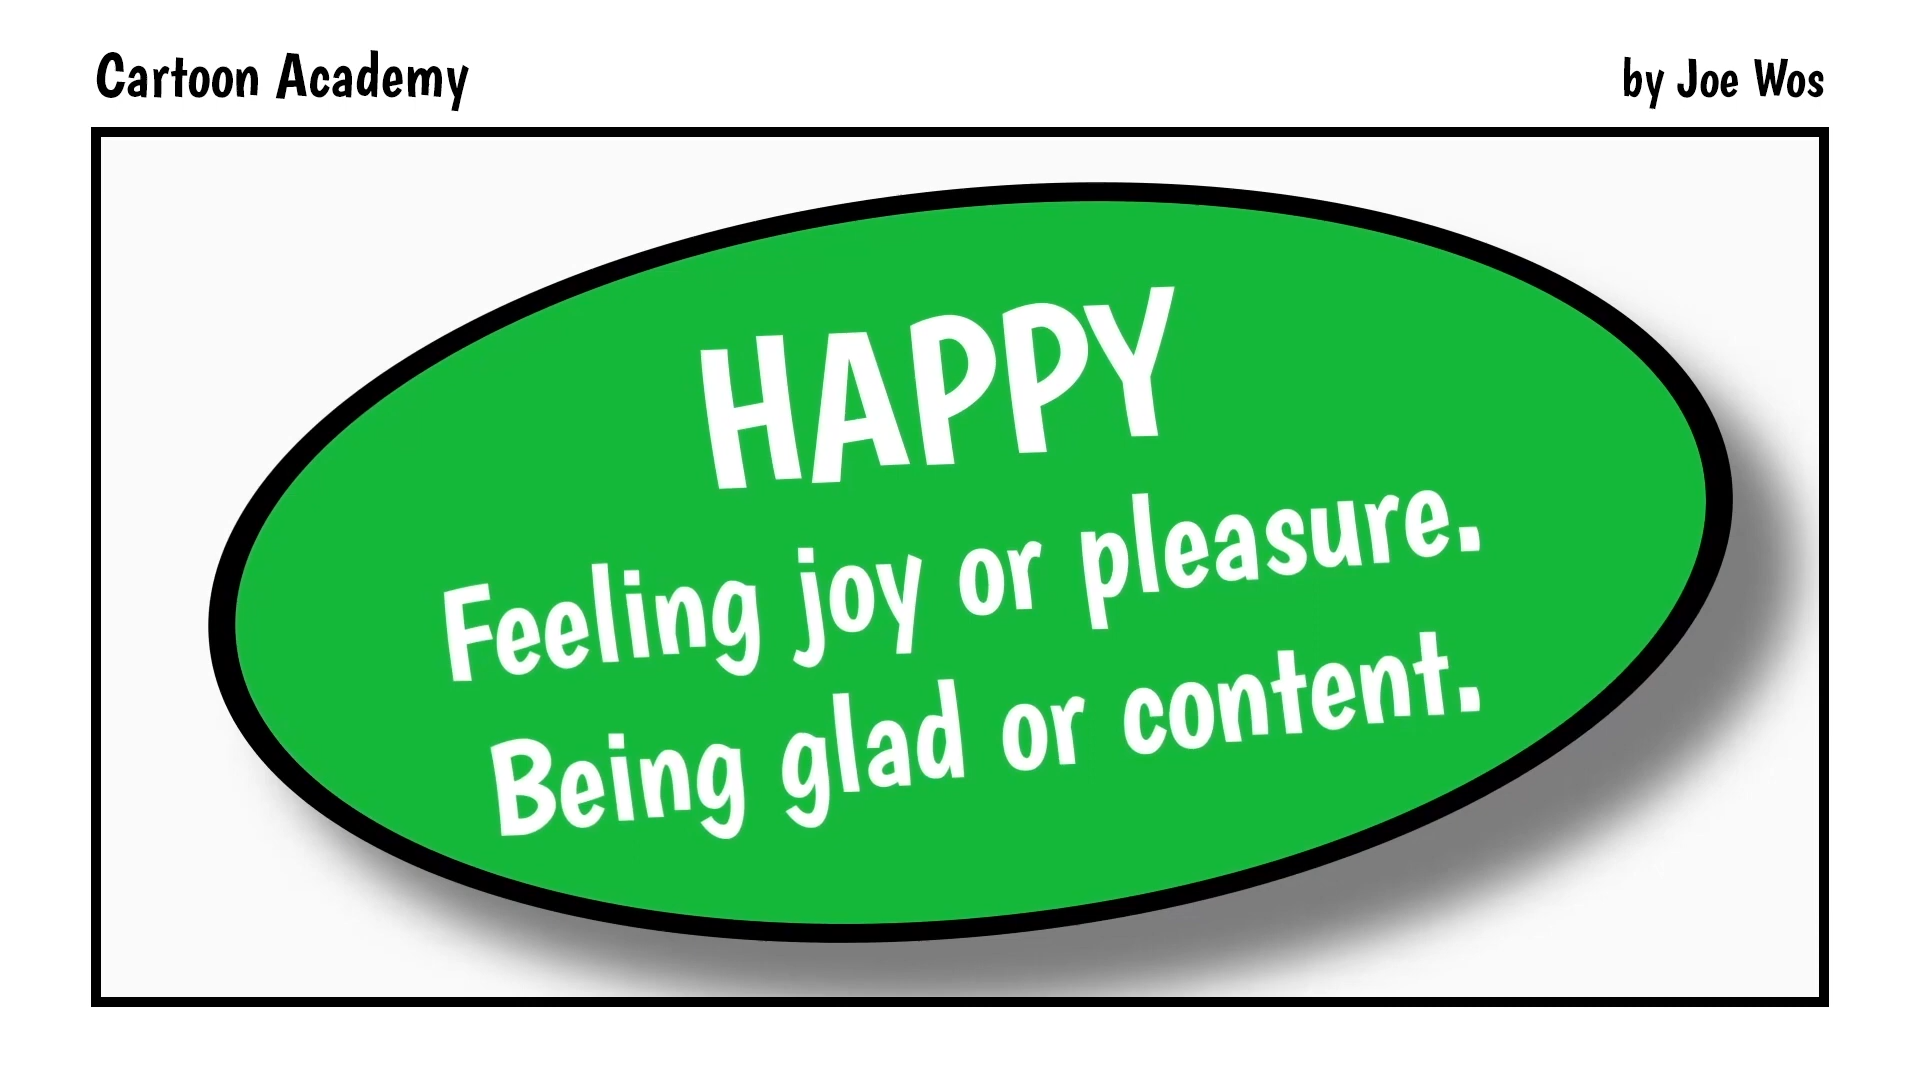 Cartoon Academy
by Joe Wos
HAPPY
Feeling joy or pleasure.
Being glad or content.